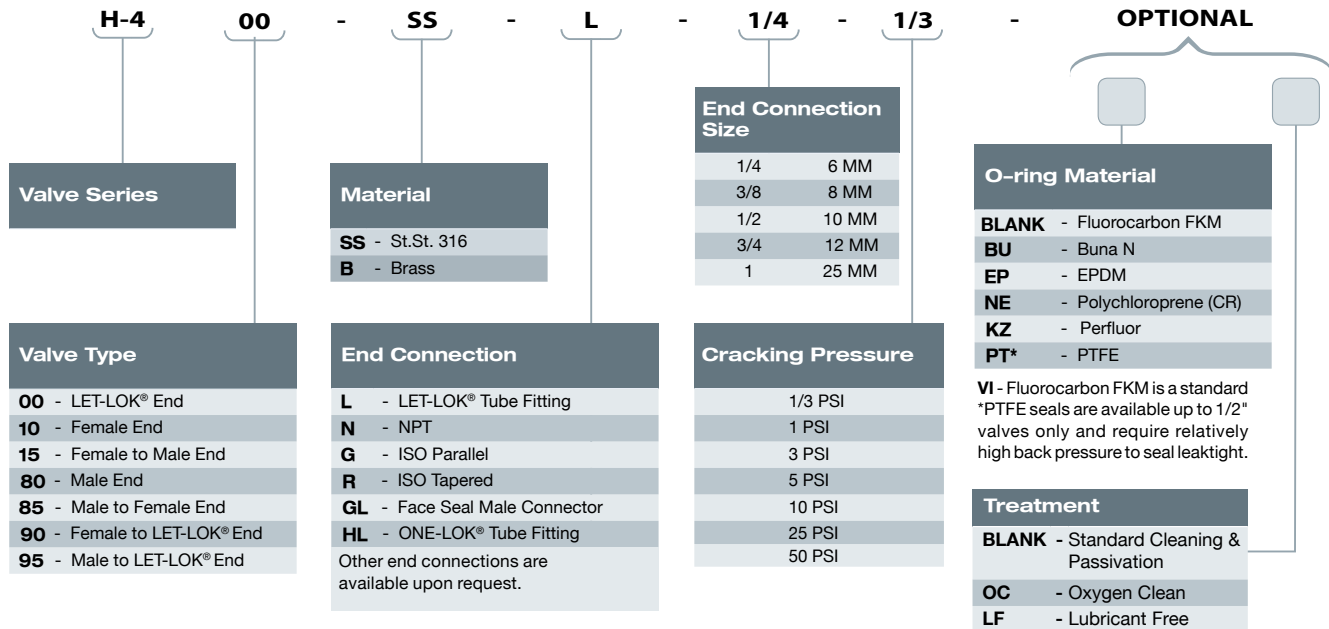 H-4 00 - SS - L - 1/4 - 1/3 - OPTIONAL
Valve Series
Valve Type
00 - LET-LOK® End
10 - Female End
15 - Female to Male End
80 - Male End
85 - Male to Female End
90 - Female to LET-LOK® End
95 - Male to LET-LOK® End
Material
SS - St.St. 316
B - Brass
End Connection
L - LET-LOK® Tube Fitting
N - NPT
G - ISO Parallel
R - ISO Tapered
GL - Face Seal Male Connector
HL - ONE-LOK® Tube Fitting
Other end connections are
available upon request.
End Connection
Size
1/4 6 MM
3/8 8 MM
1/2 10 MM
3/4 12 MM
1 25 MM
Cracking Pressure
1/3 PSI
1 PSI
3 PSI
5 PSI
10 PSI
25 PSI
50 PSI
O-ring Material
BLANK - Fluorocarbon FKM
BU - Buna N
EP - EPDM
NE - Polychloroprene (CR)
KZ - Perfluor
PT* - PTFE
VI - Fluorocarbon FKM is a standard
*PTFE seals are available up to 1/2"
valves only and require relatively
high back pressure to seal leaktight.
Treatment
BLANK - Standard Cleaning &
Passivation
OC - Oxygen Clean
LF - Lubricant Free